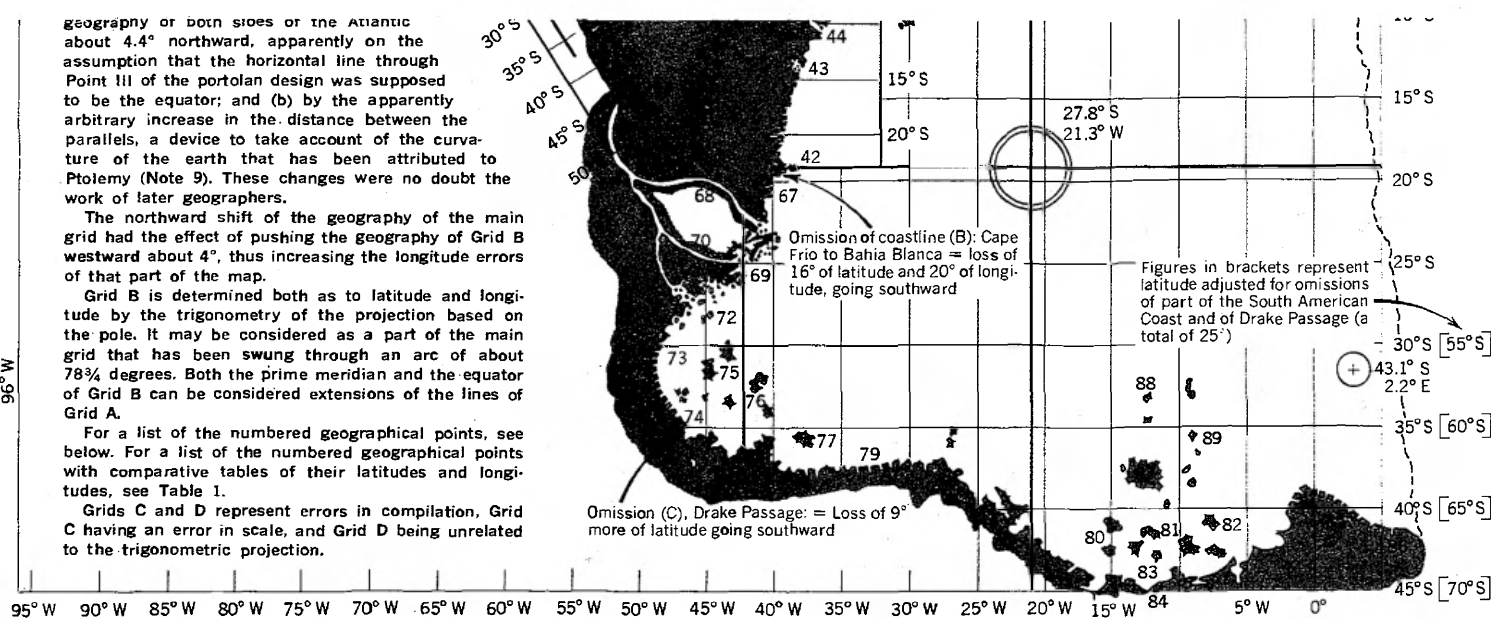 geography of both sides of the Atlantic
about 4.4° northward, apparently on the
assumption that the horizontal line through
Point III of the portolan design was supposed
to be the equator; and (b) by the apparently
arbitrary increase in the distance between the
parallels, a device to take account of the curva-
ture of the earth that has been attributed to
Ptolemy (Note 9). These changes were no doubt the
work of later geographers.
The northward shift of the geography of the main
grid had the effect of pushing the geography of Grid B
westward about 4°, thus increasing the longitude errors
of that part of the map.
Grid B is determined both as to latitude and longi-
tude by the trigonometry of the projection based on
the pole. It may be considered as a part of the main
grid that has been swung through an arc of about
78¾ degrees. Both the prime meridian and the equator
of Grid B can be considered extensions of the lines of
Grid A.
For a list of the numbered geographical points, see
below. For a list of the numbered geographical points
with comparative tables of their latitudes and longi-
tudes, see Table 1.
Grids C and D represent errors in compilation, Grid
C having an error in scale, and Grid D being unrelated
to the trigonometric projection.
96° W
30° S
35° S
40° S
45° S
50
44
43
15° S
20° S
42
67
68
70
69
72
73
75
76
74
77
79
27.8° S
21.3° W
Omission of coastline (B): Cape
Frio to Bahia Blanca = loss of
16° of latitude and 20° of longi-
tude, going southward
Figures in brackets represent
latitude adjusted for omissions
of part of the South American
Coast and of Drake Passage (a
total of 25°)
43.1° S
2.2° E
88
89
80
81
82
83
84
Omission (C), Drake Passage: = Loss of 9°
more of latitude going southward
15° S
20° S
25° S
30° S [55° S]
35° S [60° S]
40° S [65° S]
45° S [70° S]
95° W 90° W 85° W 80° W 75° W 70° W 65° W 60° W 55° W 50° W 45° W 40° W 35° W 30° W 25° W 20° W 15° W 5° W 0°